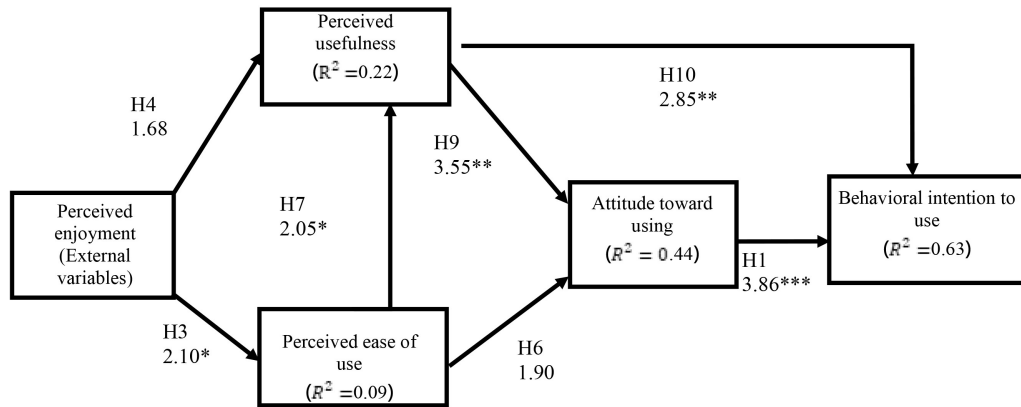 Perceived
usefulness
(R² =0.22)
H10
2.85**
H4
1.68
H9
3.55**
H7
2.05*
Perceived
enjoyment
(External
variables)
Attitude toward
using
(R² = 0.44)
Behavioral intention to
use
(R² =0.63)
H1
3.86***
H3
2.10*
Perceived ease of
use
(R² =0.09)
H6
1.90